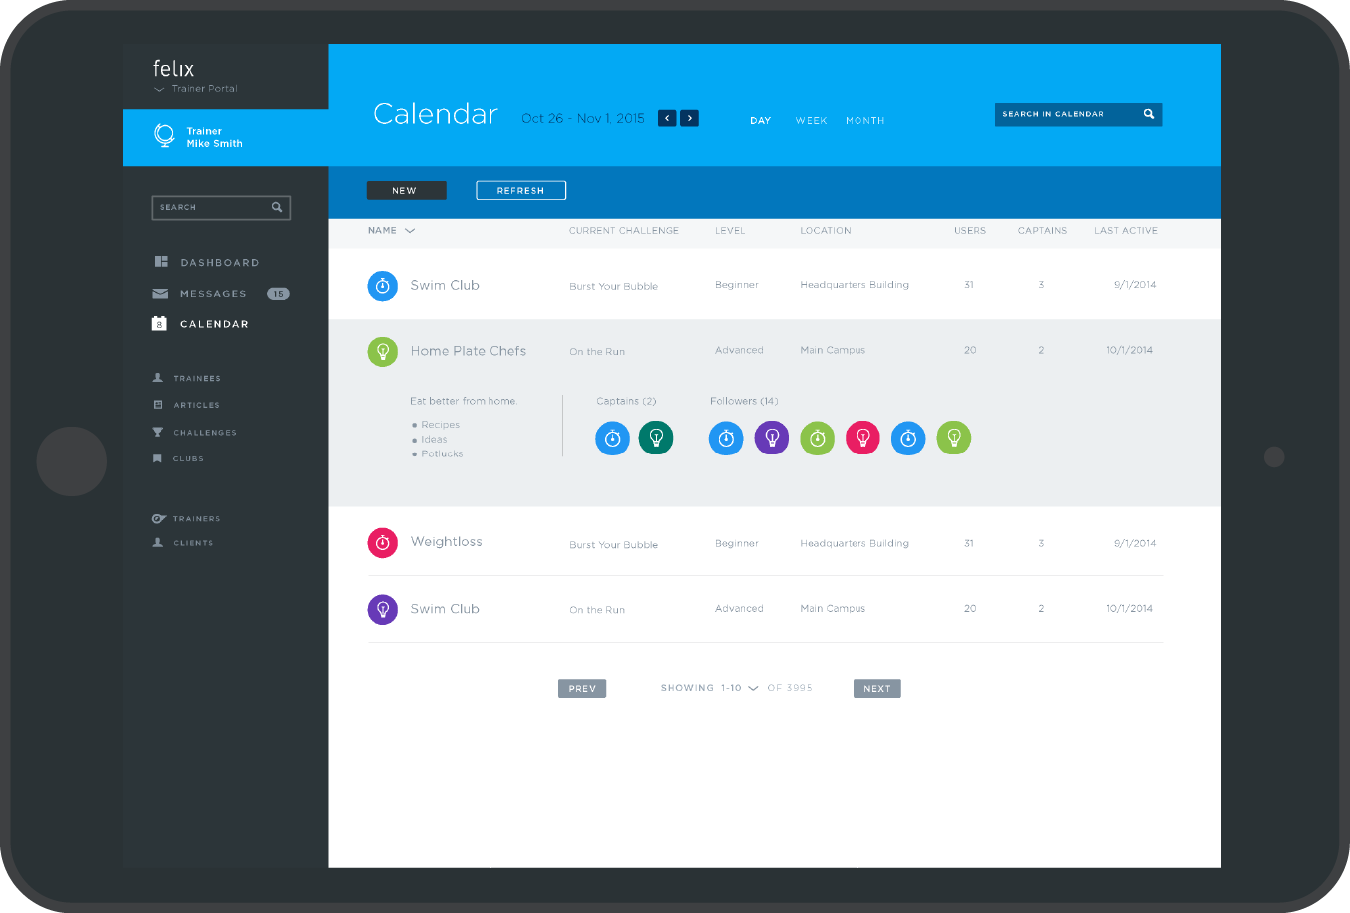 felix
Trainer Portal
Trainer
Mike Smith
SEARCH
DASHBOARD
MESSAGES 15
8 CALENDAR
TRAINEES
ARTICLES
CHALLENGES
CLUBS
TRAINERS
CLIENTS
Calendar Oct 26 - Nov 1, 2015 < > DAY WEEK MONTH SEARCH IN CALENDAR
NEW REFRESH
NAME CURRENT CHALLENGE LEVEL LOCATION USERS CAPTAINS LAST ACTIVE
Swim Club Burst Your Bubble Beginner Headquarters Building 31 3 9/1/2014
Home Plate Chefs On the Run Advanced Main Campus 20 2 10/1/2014
Eat better from home. Captains (2) Followers (14)
• Recipes
• Ideas
• Potlucks
Weightloss Burst Your Bubble Beginner Headquarters Building 31 3 9/1/2014
Swim Club On the Run Advanced Main Campus 20 2 10/1/2014
PREV SHOWING 1-10 OF 3995 NEXT